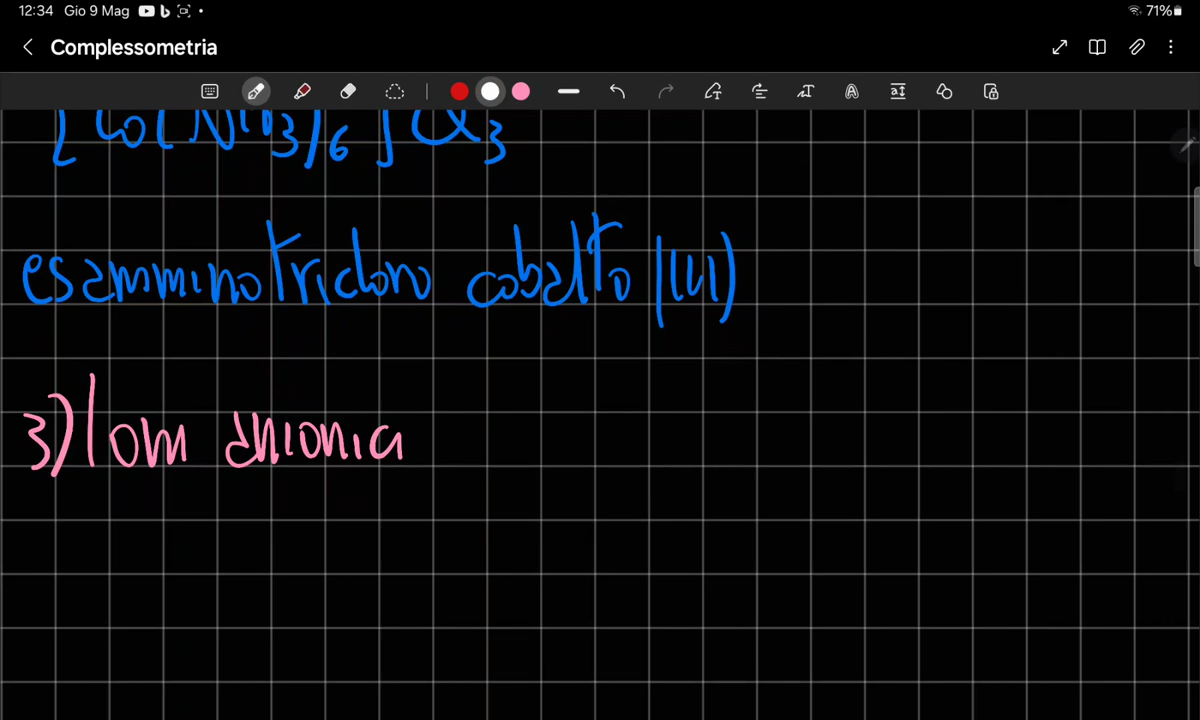 12:34 Gio 9 Mag 71%
Complessometria
[Co(NH3)6]Cl3
esamminotricloro cobalto (III)
3) Ioni anionici